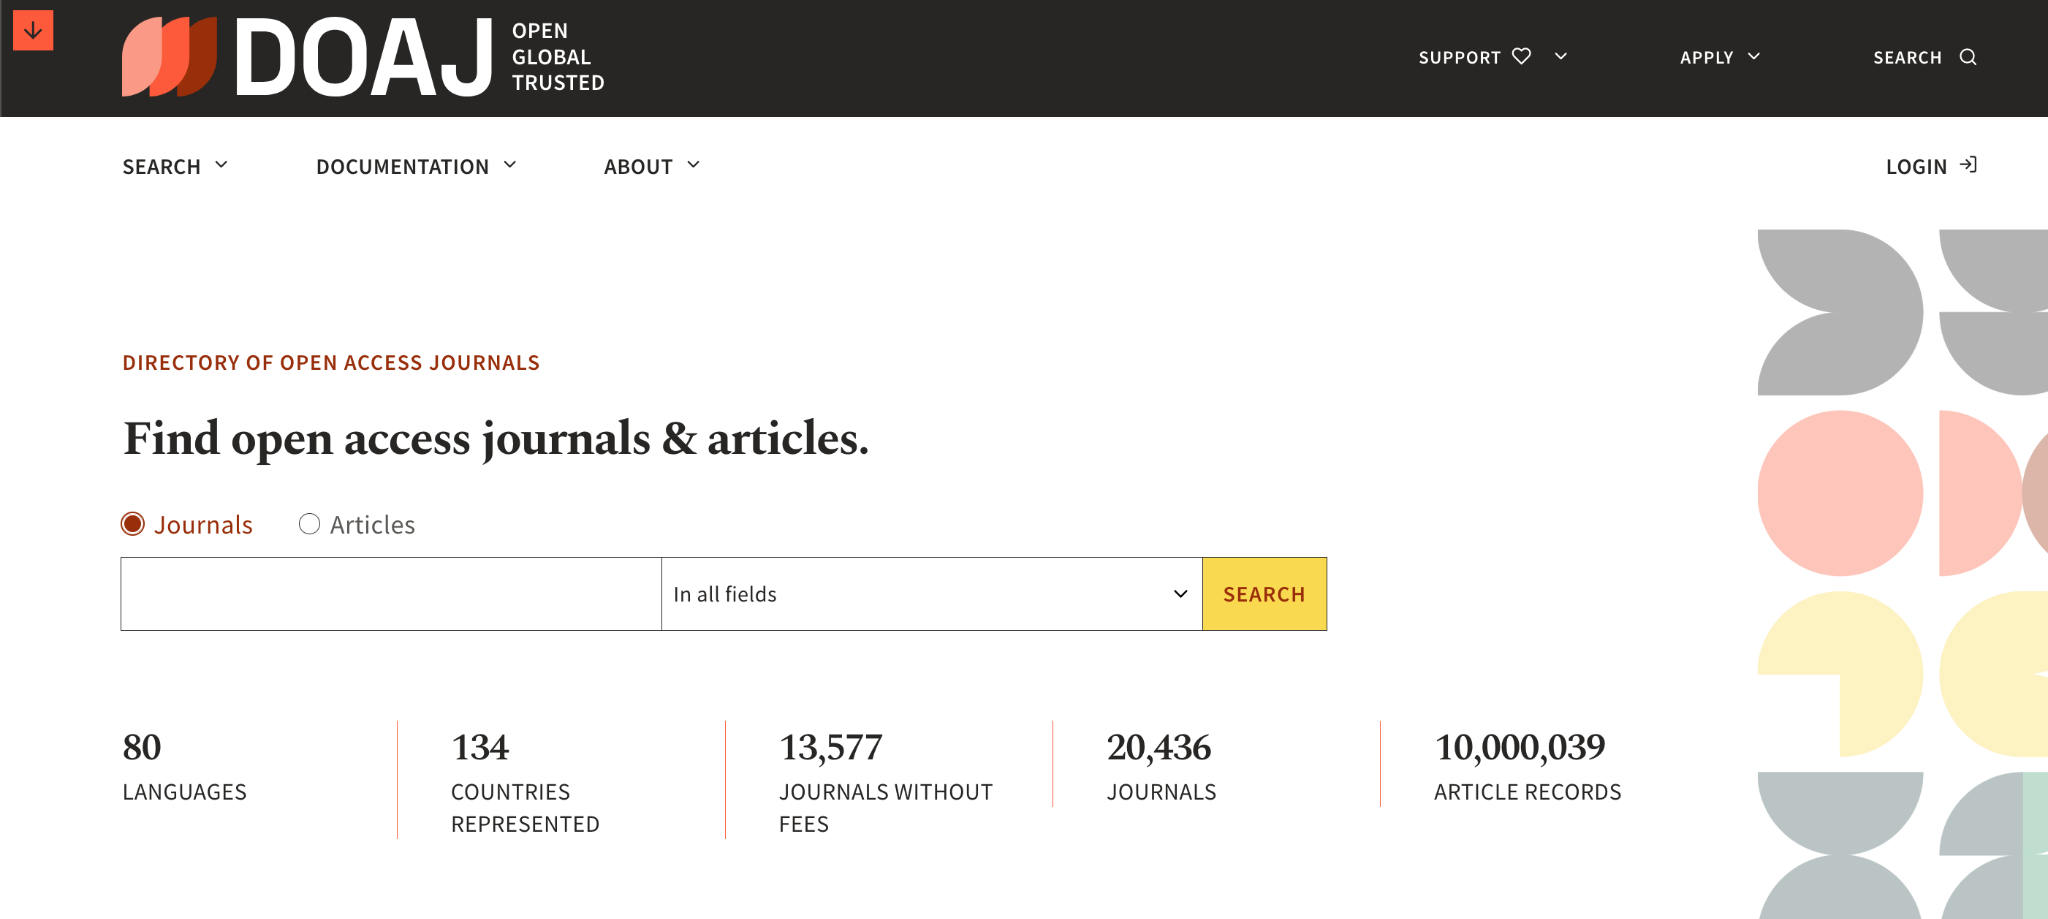 DOAJ
OPEN
GLOBAL
TRUSTED
SUPPORT
APPLY
SEARCH
SEARCH
DOCUMENTATION
ABOUT
LOGIN
DIRECTORY OF OPEN ACCESS JOURNALS
Find open access journals & articles.
Journals
Articles
In all fields
SEARCH
80
LANGUAGES
134
COUNTRIES
REPRESENTED
13,577
JOURNALS WITHOUT
FEES
20,436
JOURNALS
10,000,039
ARTICLE RECORDS